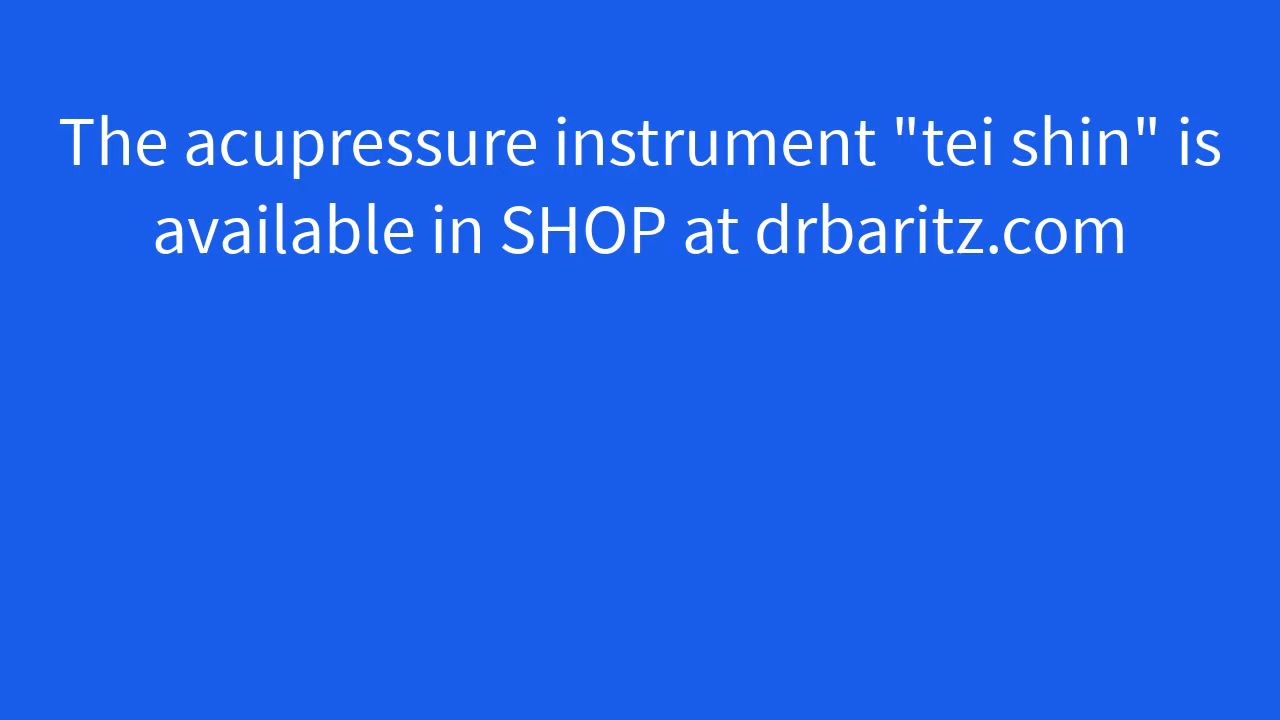 The acupressure instrument "tei shin" is
available in SHOP at drbaritz.com